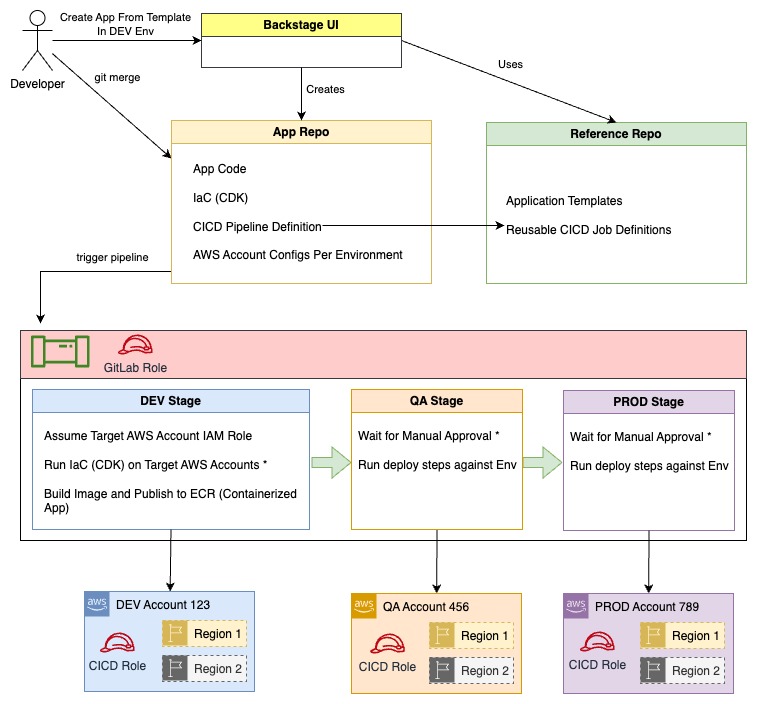 Create App From Template
In DEV Env
Backstage UI
Developer
git merge
Creates
Uses
App Repo
App Code
IaC (CDK)
CICD Pipeline Definition
AWS Account Configs Per Environment
Reference Repo
Application Templates
Reusable CICD Job Definitions
trigger pipeline
GitLab Role
DEV Stage
Assume Target AWS Account IAM Role
Run IaC (CDK) on Target AWS Accounts *
Build Image and Publish to ECR (Containerized
App)
QA Stage
Wait for Manual Approval *
Run deploy steps against Env
PROD Stage
Wait for Manual Approval *
Run deploy steps against Env
aws
DEV Account 123
CICD Role
Region 1
Region 2
aws
QA Account 456
CICD Role
Region 1
Region 2
aws
PROD Account 789
CICD Role
Region 1
Region 2